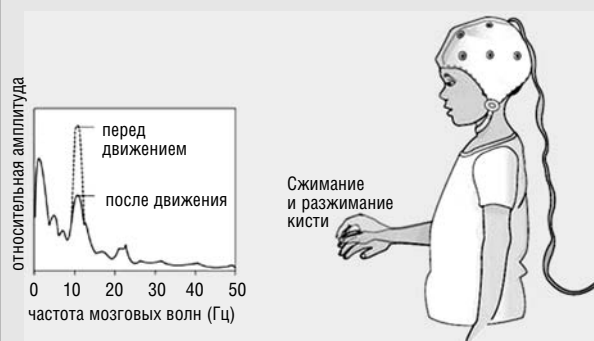 относительная амплитуда
перед
движением
после движения
0 10 20 30 40 50
частота мозговых волн (Гц)
Сжимание
и разжимание
кисти